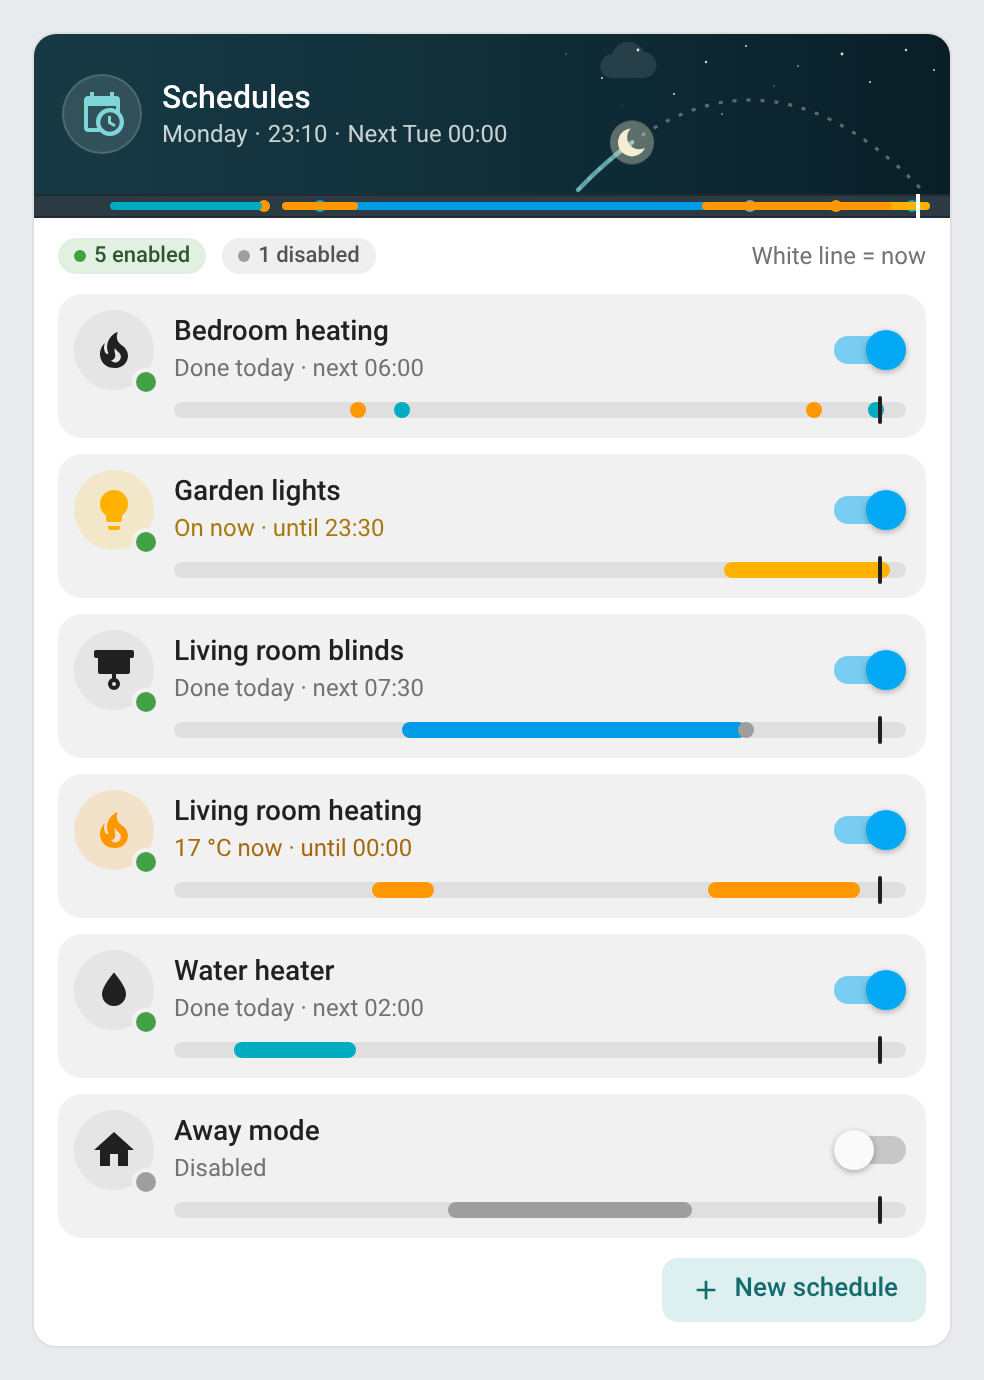 Schedules
Monday · 23:10 · Next Tue 00:00
5 enabled
1 disabled
White line = now
Bedroom heating
Done today · next 06:00
Garden lights
On now · until 23:30
Living room blinds
Done today · next 07:30
Living room heating
17 °C now · until 00:00
Water heater
Done today · next 02:00
Away mode
Disabled
+ New schedule